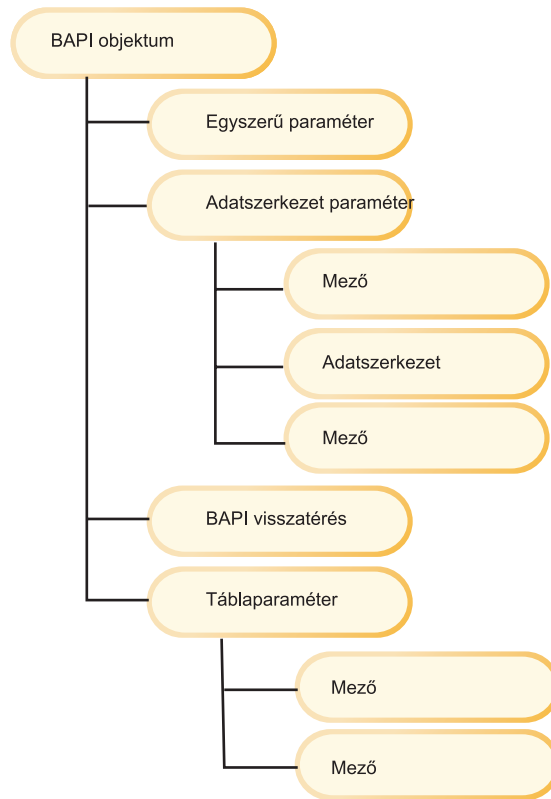 BAPI objektum
Egyszerű paraméter
Adatszerkezet paraméter
Mező
Adatszerkezet
Mező
BAPI visszatérés
Táblaparaméter
Mező
Mező